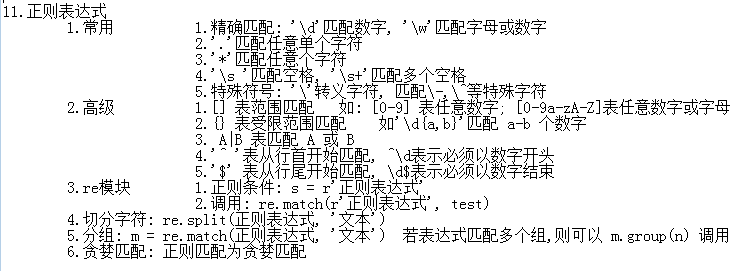 11.正则表达式
1.常用 1.精确匹配: '\d'匹配数字, '\w'匹配字母或数字
2.'.'匹配任意单个字符
3.'*'匹配任意个字符
4.'\s '匹配空格, '\s+'匹配多个空格
5.特殊符号: '\'转义字符, 匹配\-,\^等特殊字符
2.高级 1.[] 表范围匹配 如: [0-9] 表任意数字; [0-9a-zA-Z]表任意数字或字母
2.{} 表受限范围匹配 如'\d{a,b}'匹配 a-b 个数字
3. A|B 表匹配 A 或 B
4.'^' 表从行首开始匹配, ^\d表示必须以数字开头
5.'$' 表从行尾开始匹配, \d$表示必须以数字结束
3.re模块 1.正则条件: s = r'正则表达式'
2.调用: re.match(r'正则表达式', test)
4.切分字符: re.split(正则表达式, '文本')
5.分组: m = re.match(正则表达式, '文本') 若表达式匹配多个组,则可以 m.group(n) 调用
6.贪婪匹配: 正则匹配为贪婪匹配